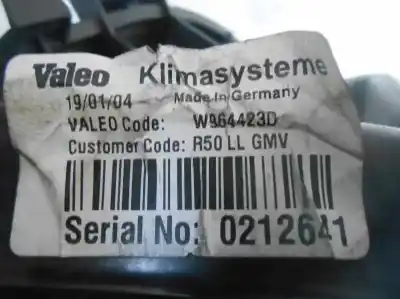 Valeo Klimasysteme
19/01/04 Made in Germany
VALEO Code: W964423D
Customer Code: R50 LL GMV
Serial No: 0212641